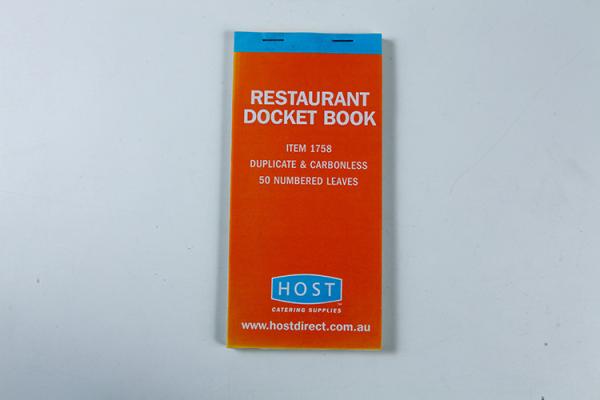 RESTAURANT
DOCKET BOOK
ITEM 1758
DUPLICATE & CARBONLESS
50 NUMBERED LEAVES
HOST
CATERING SUPPLIES
www.hostdirect.com.au